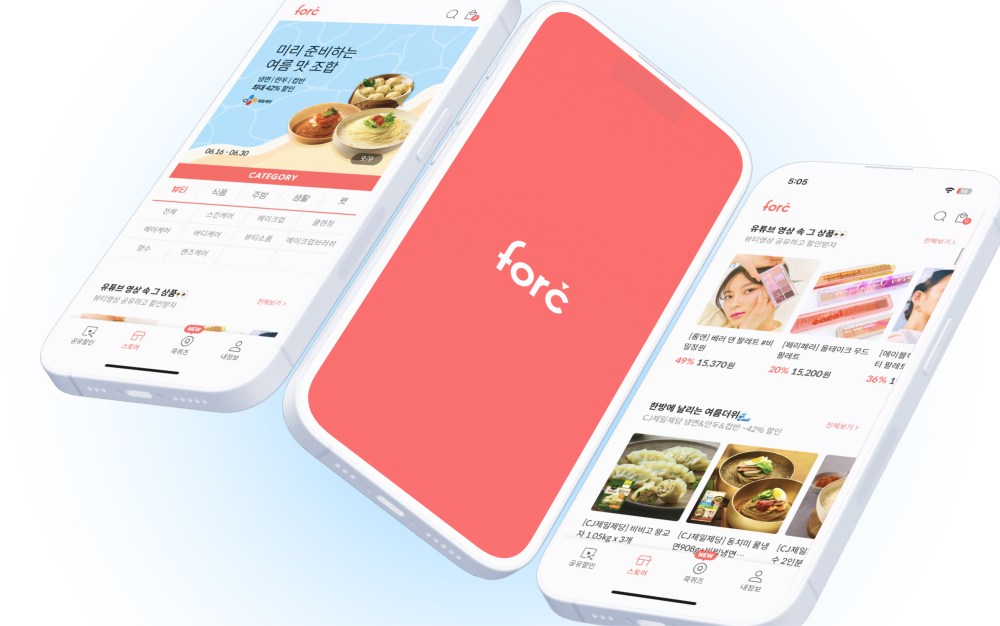 forč
0
미리 준비하는
여름 맛 조합
냉면 | 만두 | 컵반
최대 42% 할인
CJ 제일제당
06.16 - 06.30
9/9
CATEGORY
뷰티 식품 주방 생활 펫
전체 스킨케어 메이크업 클렌징
헤어케어 바디케어 뷰티소품 메이크업브러쉬
향수 맨즈케어
유튜브 영상 속 그 상품👀
뷰티영상 공유하고 할인받자
전체보기 >
NEW
공유할인 스토어 퀴즈 내정보
forč
5:05
forč
0
유튜브 영상 속 그 상품👀
뷰티영상 공유하고 할인받자
전체보기 >
[롬앤] 베러 댄 팔레트 #비
밀정원
49% 15,370원
[페리페라] 올테이크 무드
팔레트
20% 15,200원
[에이블
티 팔레
36% 1
한방에 날리는 여름더위🌊
CJ제일제당 냉면&만두&컵반 ~42% 할인
전체보기 >
[CJ제일제당] 비비고 왕교
자 1.05kg x 3개
[CJ제일제당] 동치미 물냉
면908g+비빔냉면...
[CJ제일
수 2인분
NEW
공유할인 스토어 퀴즈 내정보